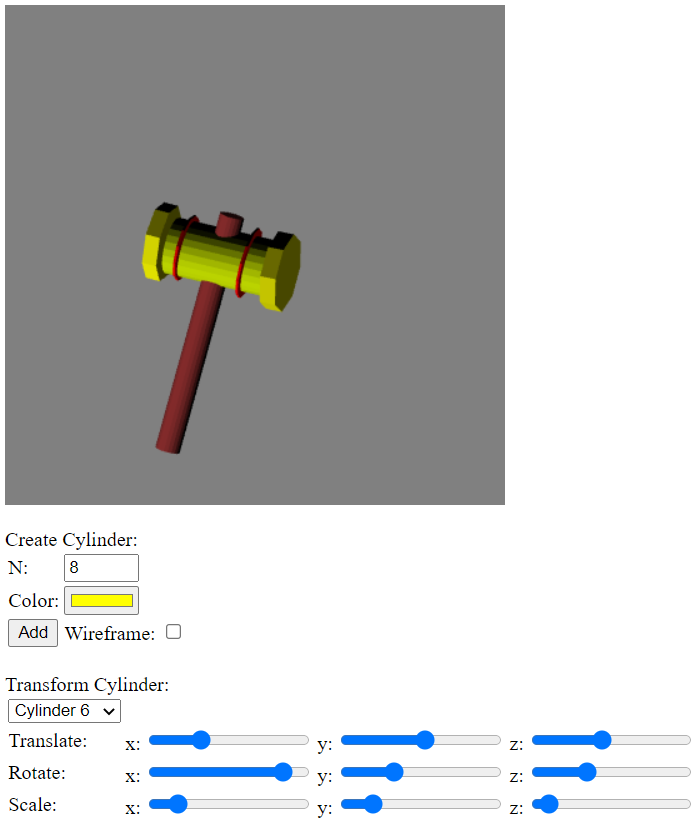 Create Cylinder:
N: 8
Color:
Add Wireframe:
Transform Cylinder:
Cylinder 6
Translate: x: y: z:
Rotate: x: y: z:
Scale: x: y: z: